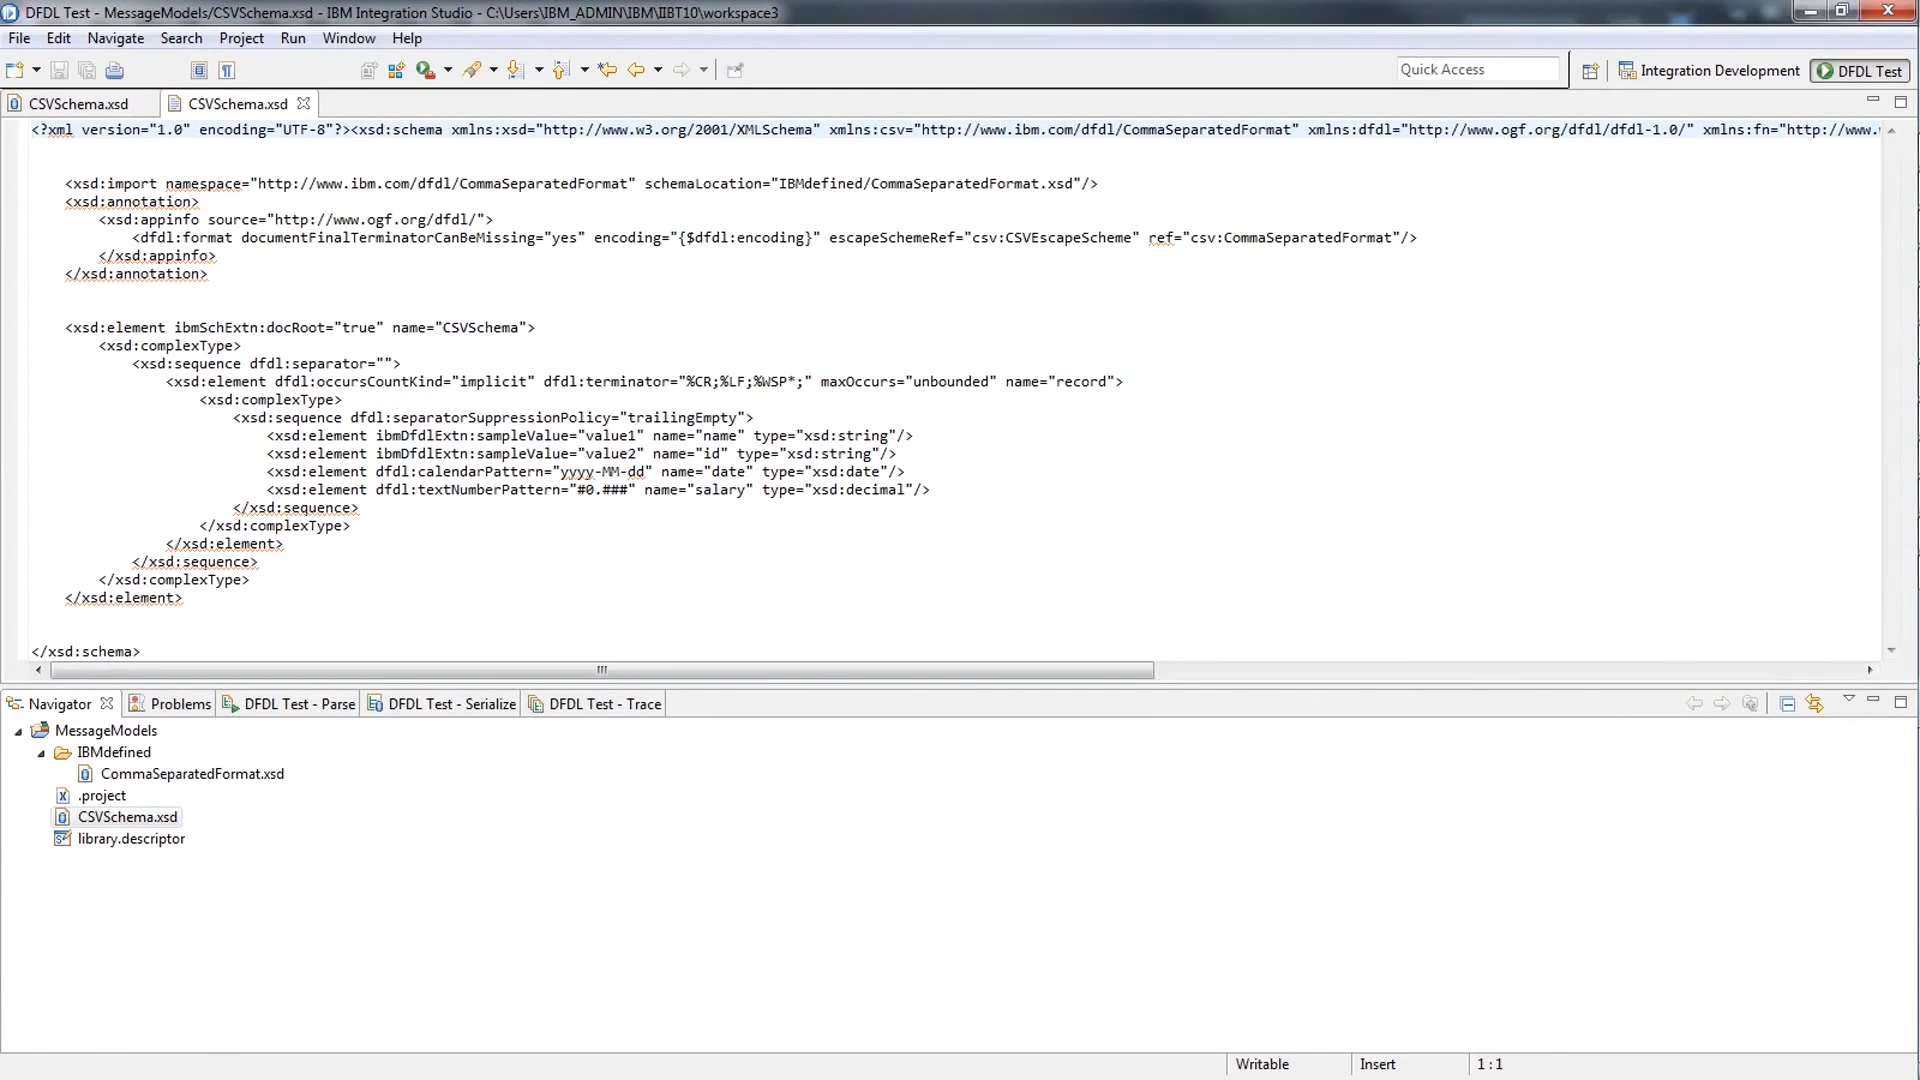 DFDL Test - MessageModels/CSVSchema.xsd - IBM Integration Studio - C:\Users\IBM_ADMIN\IBM\IIBT10\workspace3
File Edit Navigate Search Project Run Window Help
Quick Access Integration Development DFDL Test
CSVSchema.xsd CSVSchema.xsd
<?xml version="1.0" encoding="UTF-8"?><xsd:schema xmlns:xsd="http://www.w3.org/2001/XMLSchema" xmlns:csv="http://www.ibm.com/dfdl/CommaSeparatedFormat" xmlns:dfdl="http://www.ogf.org/dfdl/dfdl-1.0/" xmlns:fn="http://www.
<xsd:import namespace="http://www.ibm.com/dfdl/CommaSeparatedFormat" schemaLocation="IBMdefined/CommaSeparatedFormat.xsd"/>
<xsd:annotation>
<xsd:appinfo source="http://www.ogf.org/dfdl/">
<dfdl:format documentFinalTerminatorCanBeMissing="yes" encoding="{$dfdl:encoding}" escapeSchemeRef="csv:CSVEscapeScheme" ref="csv:CommaSeparatedFormat"/>
</xsd:appinfo>
</xsd:annotation>
<xsd:element ibmSchExtn:docRoot="true" name="CSVSchema">
<xsd:complexType>
<xsd:sequence dfdl:separator="">
<xsd:element dfdl:occursCountKind="implicit" dfdl:terminator="%CR;%LF;%WSP*;" maxOccurs="unbounded" name="record">
<xsd:complexType>
<xsd:sequence dfdl:separatorSuppressionPolicy="trailingEmpty">
<xsd:element ibmDfdlExtn:sampleValue="value1" name="name" type="xsd:string"/>
<xsd:element ibmDfdlExtn:sampleValue="value2" name="id" type="xsd:string"/>
<xsd:element dfdl:calendarPattern="yyyy-MM-dd" name="date" type="xsd:date"/>
<xsd:element dfdl:textNumberPattern="#0.###" name="salary" type="xsd:decimal"/>
</xsd:sequence>
</xsd:complexType>
</xsd:element>
</xsd:sequence>
</xsd:complexType>
</xsd:element>
</xsd:schema>
Navigator Problems DFDL Test - Parse DFDL Test - Serialize DFDL Test - Trace
MessageModels
IBMdefined
CommaSeparatedFormat.xsd
.project
CSVSchema.xsd
library.descriptor
Writable Insert 1 : 1